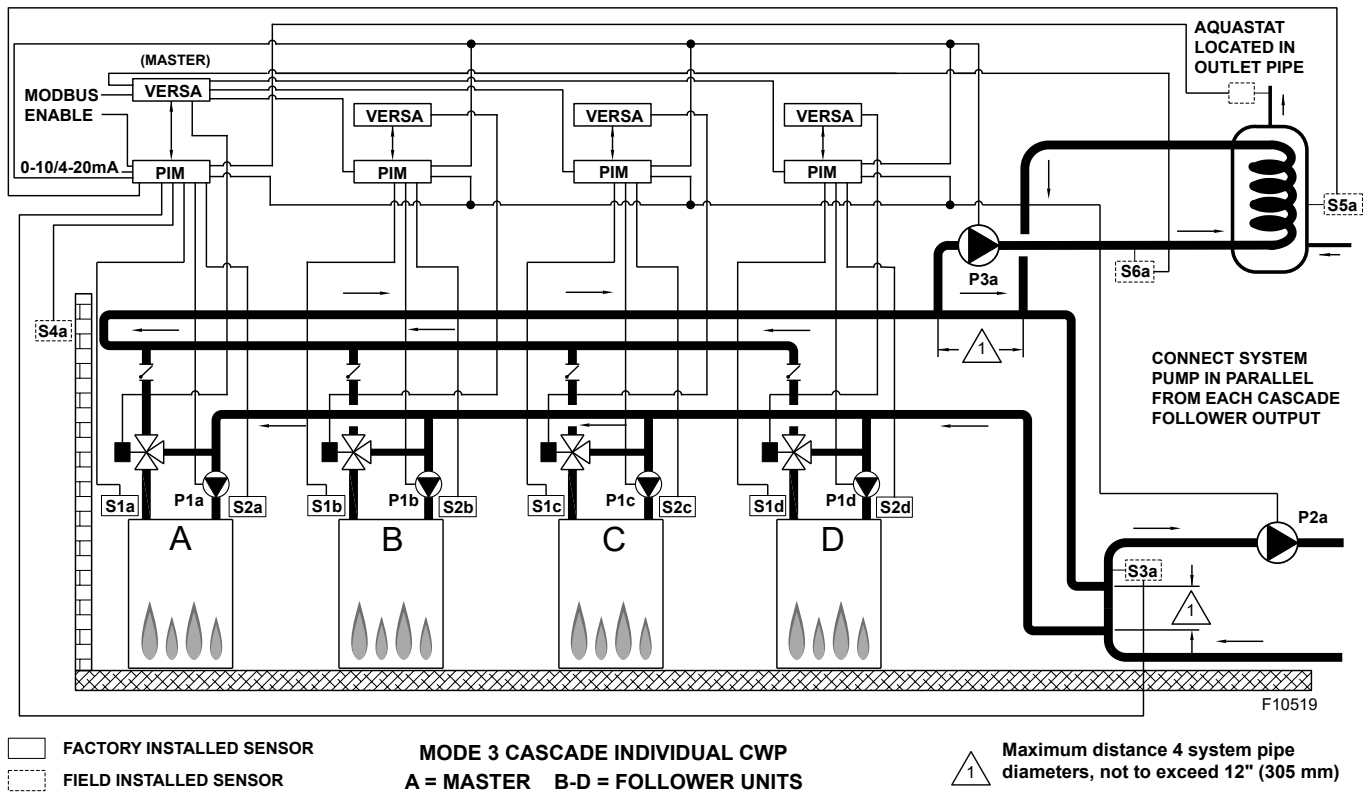 AQUASTAT
LOCATED IN
OUTLET PIPE
(MASTER)
VERSA
MODBUS
ENABLE
VERSA
VERSA
VERSA
0-10/4-20mA
PIM
PIM
PIM
PIM
S5a
P3a
S6a
S4a
1
CONNECT SYSTEM
PUMP IN PARALLEL
FROM EACH CASCADE
FOLLOWER OUTPUT
S1a
P1a
S2a
S1b
P1b
S2b
S1c
P1c
S2c
S1d
P1d
S2d
P2a
A
B
C
D
S3a
1
F10519
FACTORY INSTALLED SENSOR
FIELD INSTALLED SENSOR
MODE 3 CASCADE INDIVIDUAL CWP
A = MASTER B-D = FOLLOWER UNITS
1
Maximum distance 4 system pipe
diameters, not to exceed 12" (305 mm)